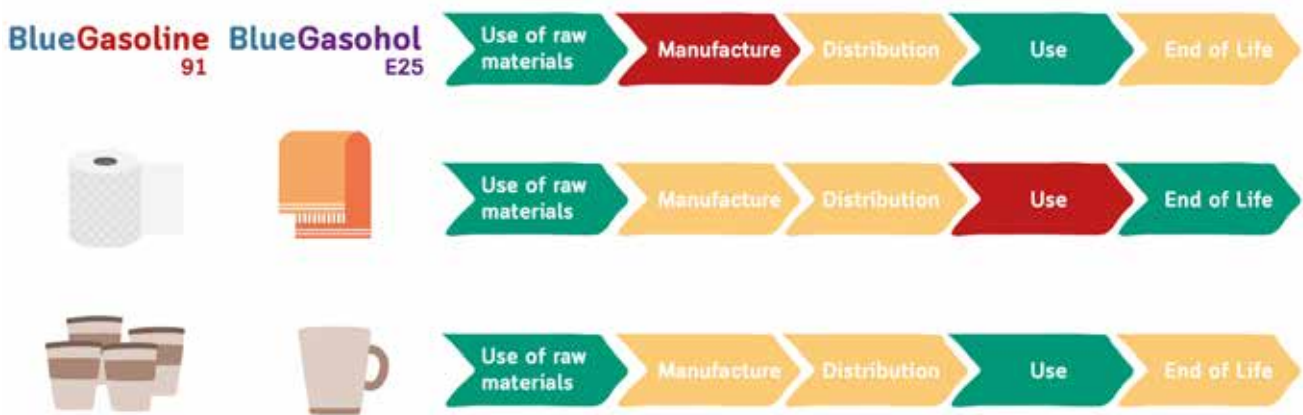 BlueGasoline
91
BlueGasohol
E25
Use of raw
materials
Manufacture
Distribution
Use
End of Life
Use of raw
materials
Manufacture
Distribution
Use
End of Life
Use of raw
materials
Manufacture
Distribution
Use
End of Life